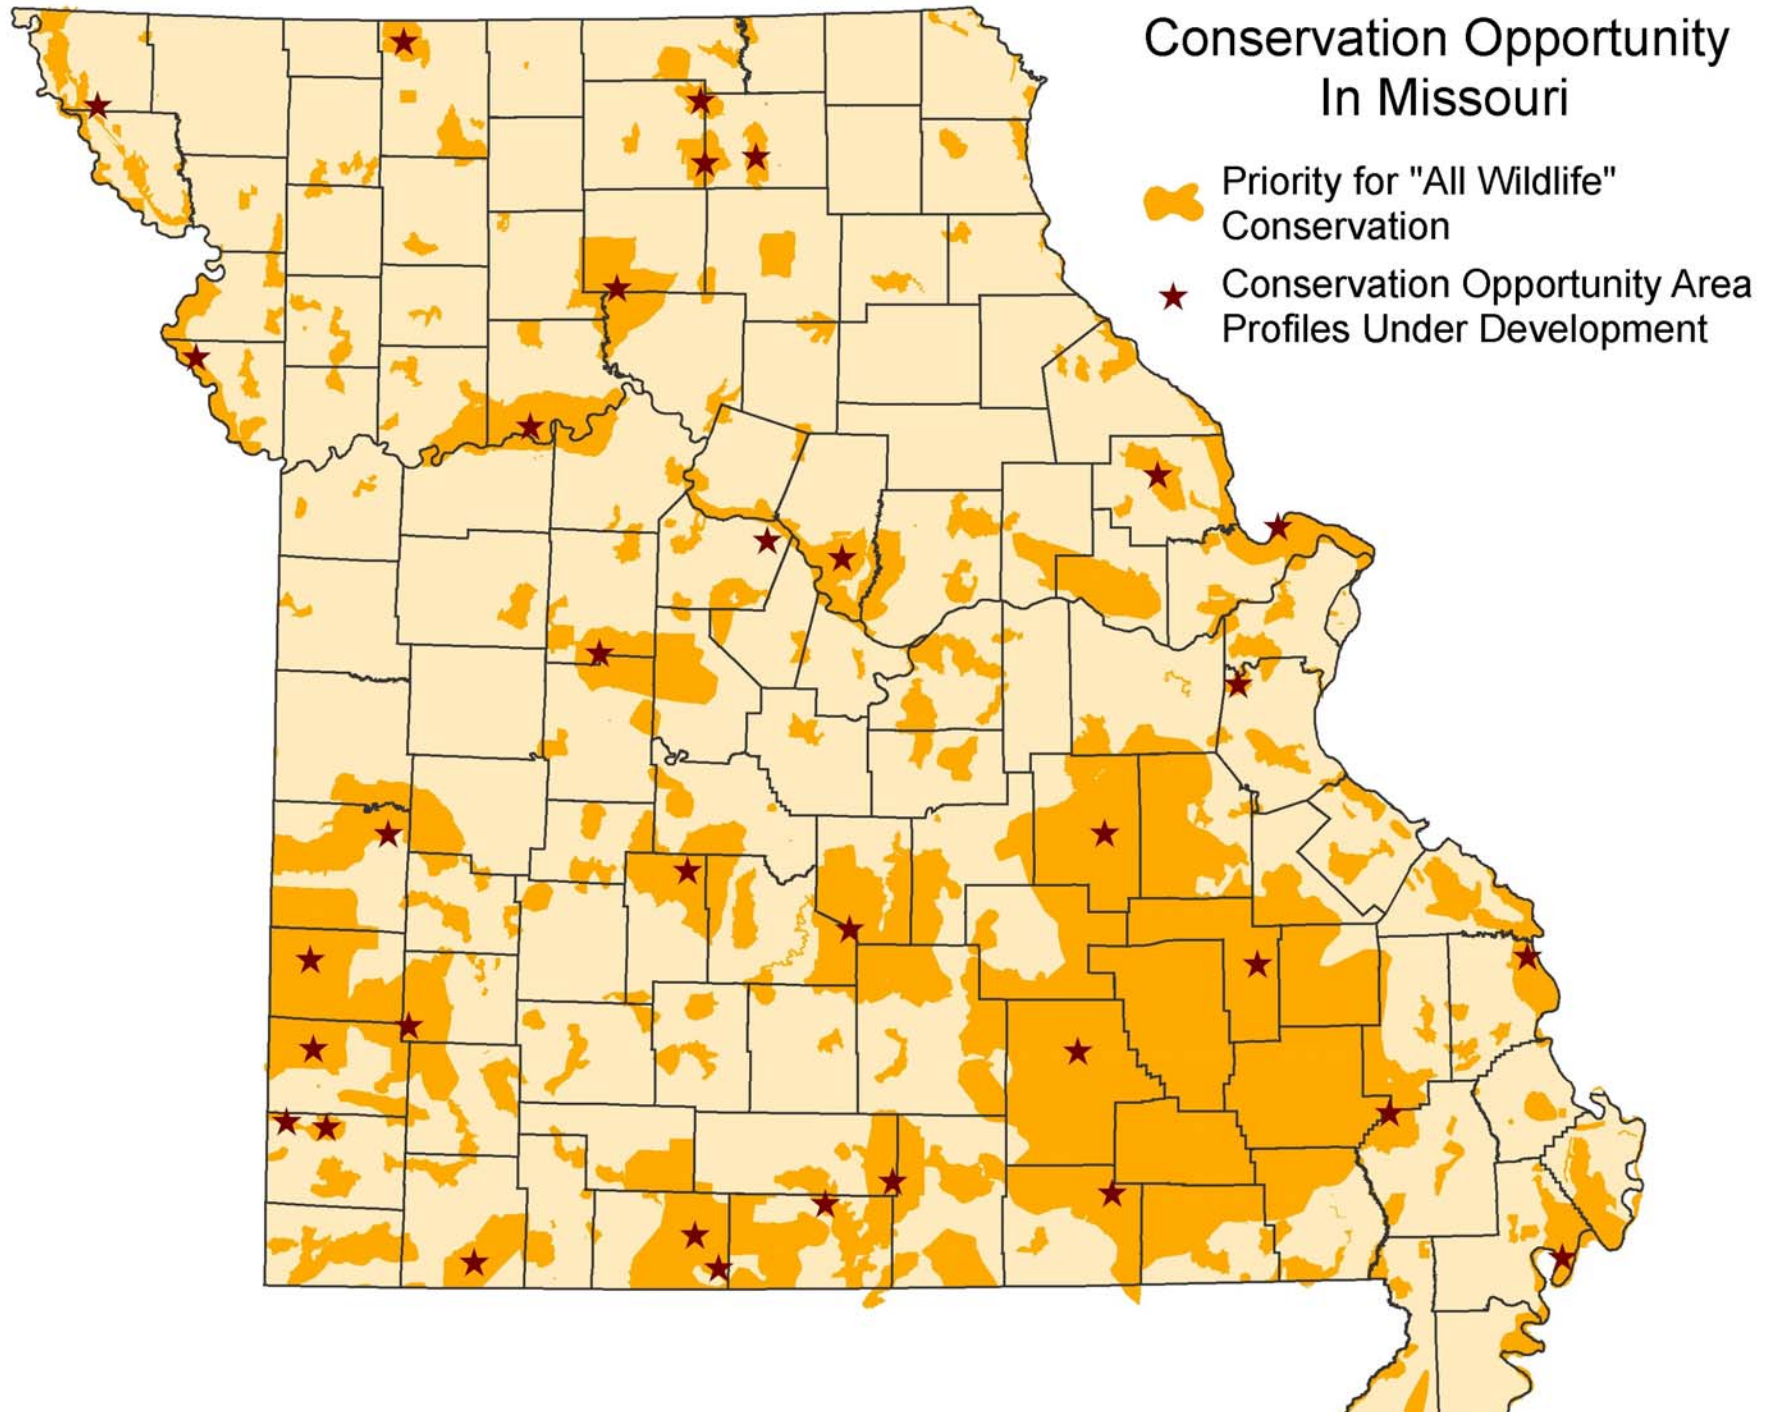 Conservation Opportunity
In Missouri
Priority for "All Wildlife"
Conservation
Conservation Opportunity Area
Profiles Under Development